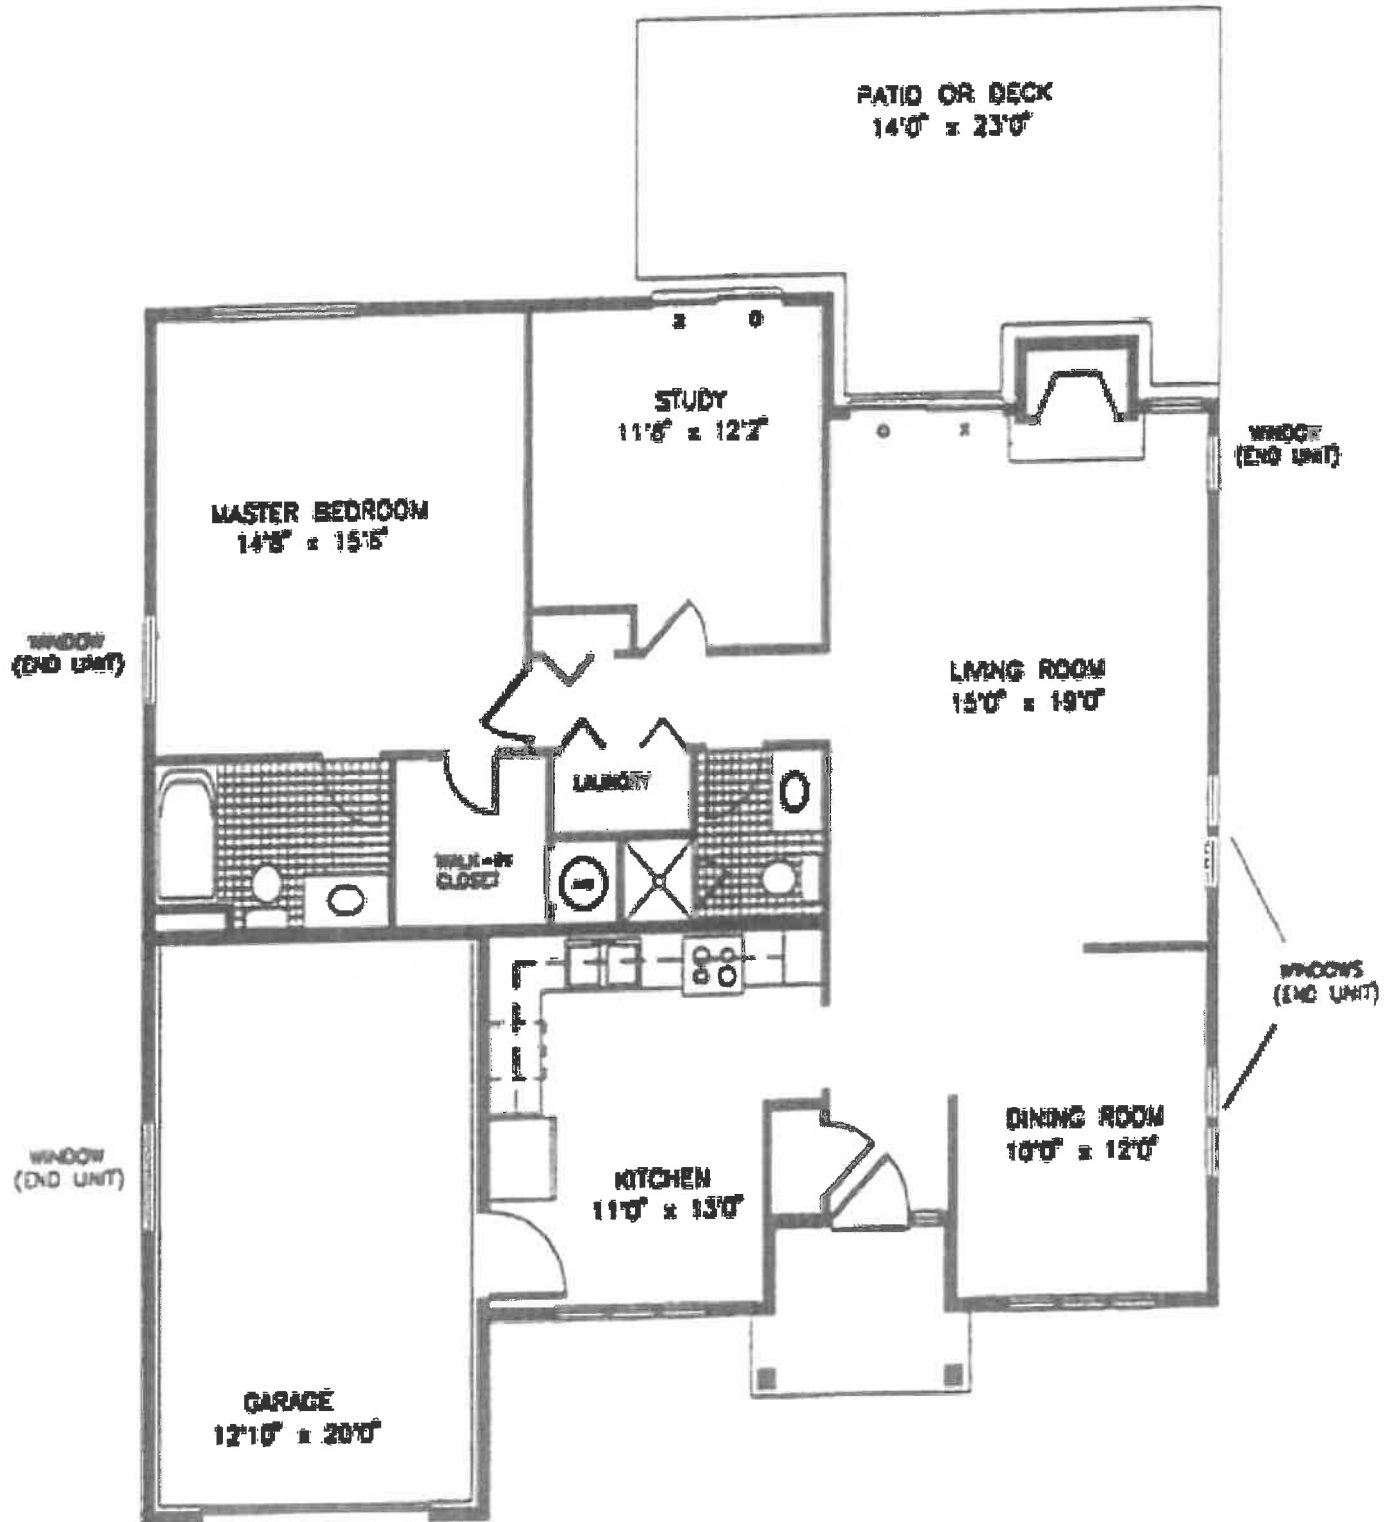 PATIO OR DECK
14'0" x 23'0"
x o
STUDY
11'6" x 12'2"
o x
WINDOW
(END UNIT)
MASTER BEDROOM
14'6" x 15'6"
WINDOW
(END UNIT)
LIVING ROOM
15'0" x 19'0"
LAUNDRY
WALK-IN
CLOSET
WINDOWS
(END UNIT)
DINING ROOM
10'0" x 12'0"
WINDOW
(END UNIT)
KITCHEN
11'0" x 13'0"
GARAGE
12'10" x 20'0"